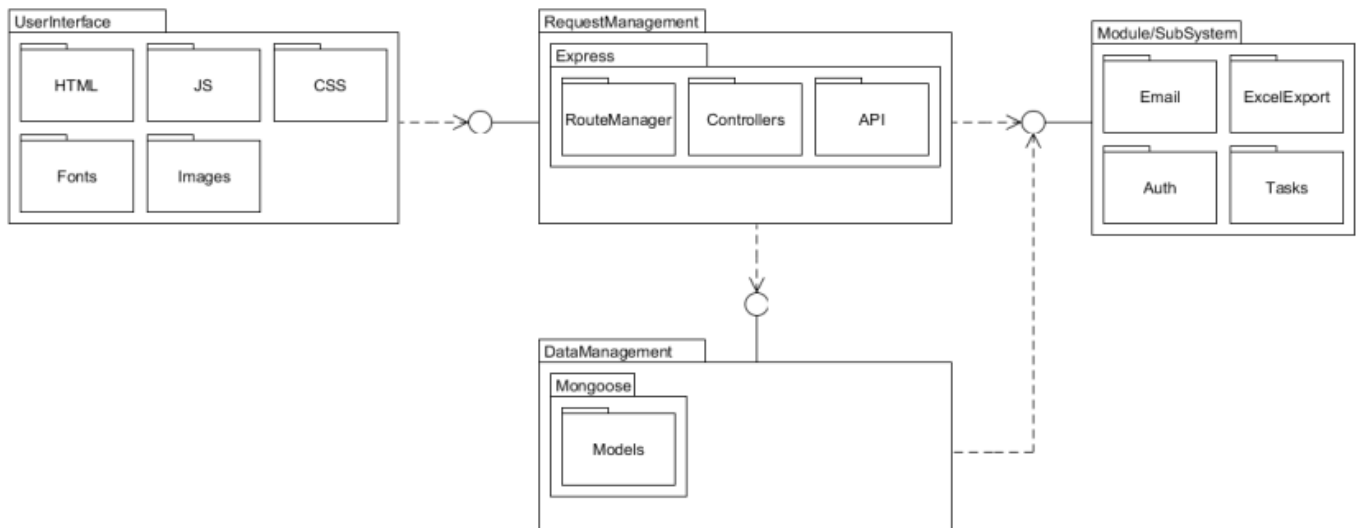 UserInterface
HTML
JS
CSS
Fonts
Images
RequestManagement
Express
RouteManager
Controllers
API
Module/SubSystem
Email
ExcelExport
Auth
Tasks
DataManagement
Mongoose
Models